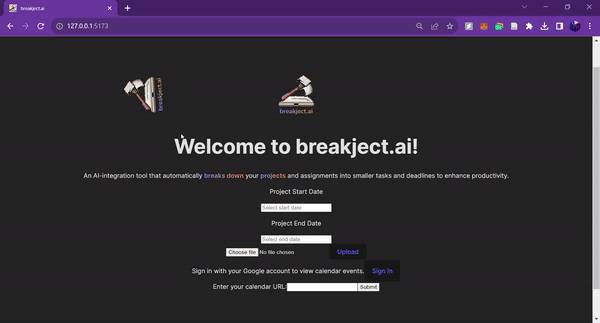 breakject.ai
127.0.0.1:5173
breakject.ai
breakject.ai
Welcome to breakject.ai!
An AI-integration tool that automatically breaks down your projects and assignments into smaller tasks and deadlines to enhance productivity.
Project Start Date
Select start date
Project End Date
Select end date
Choose file No file chosen Upload
Sign in with your Google account to view calendar events. Sign In
Enter your calendar URL: Submit